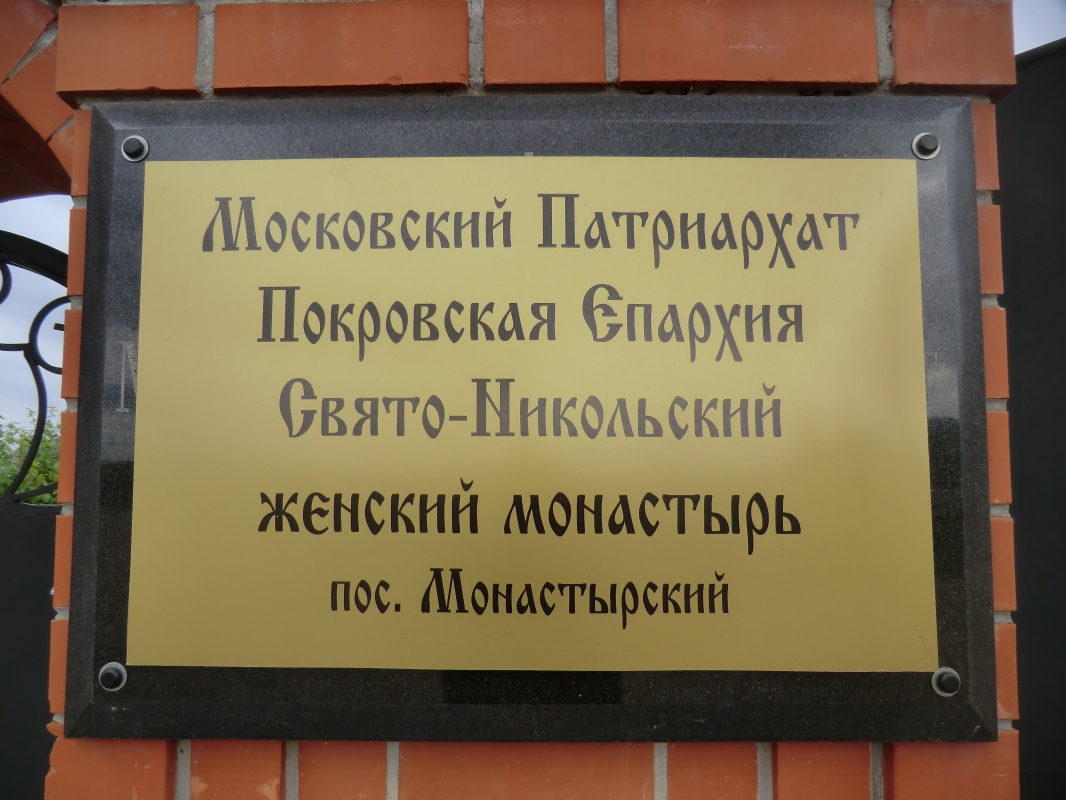 Московский Патриархат
Покровская Епархия
Свято-Никольский
женский монастырь
пос. Монастырский